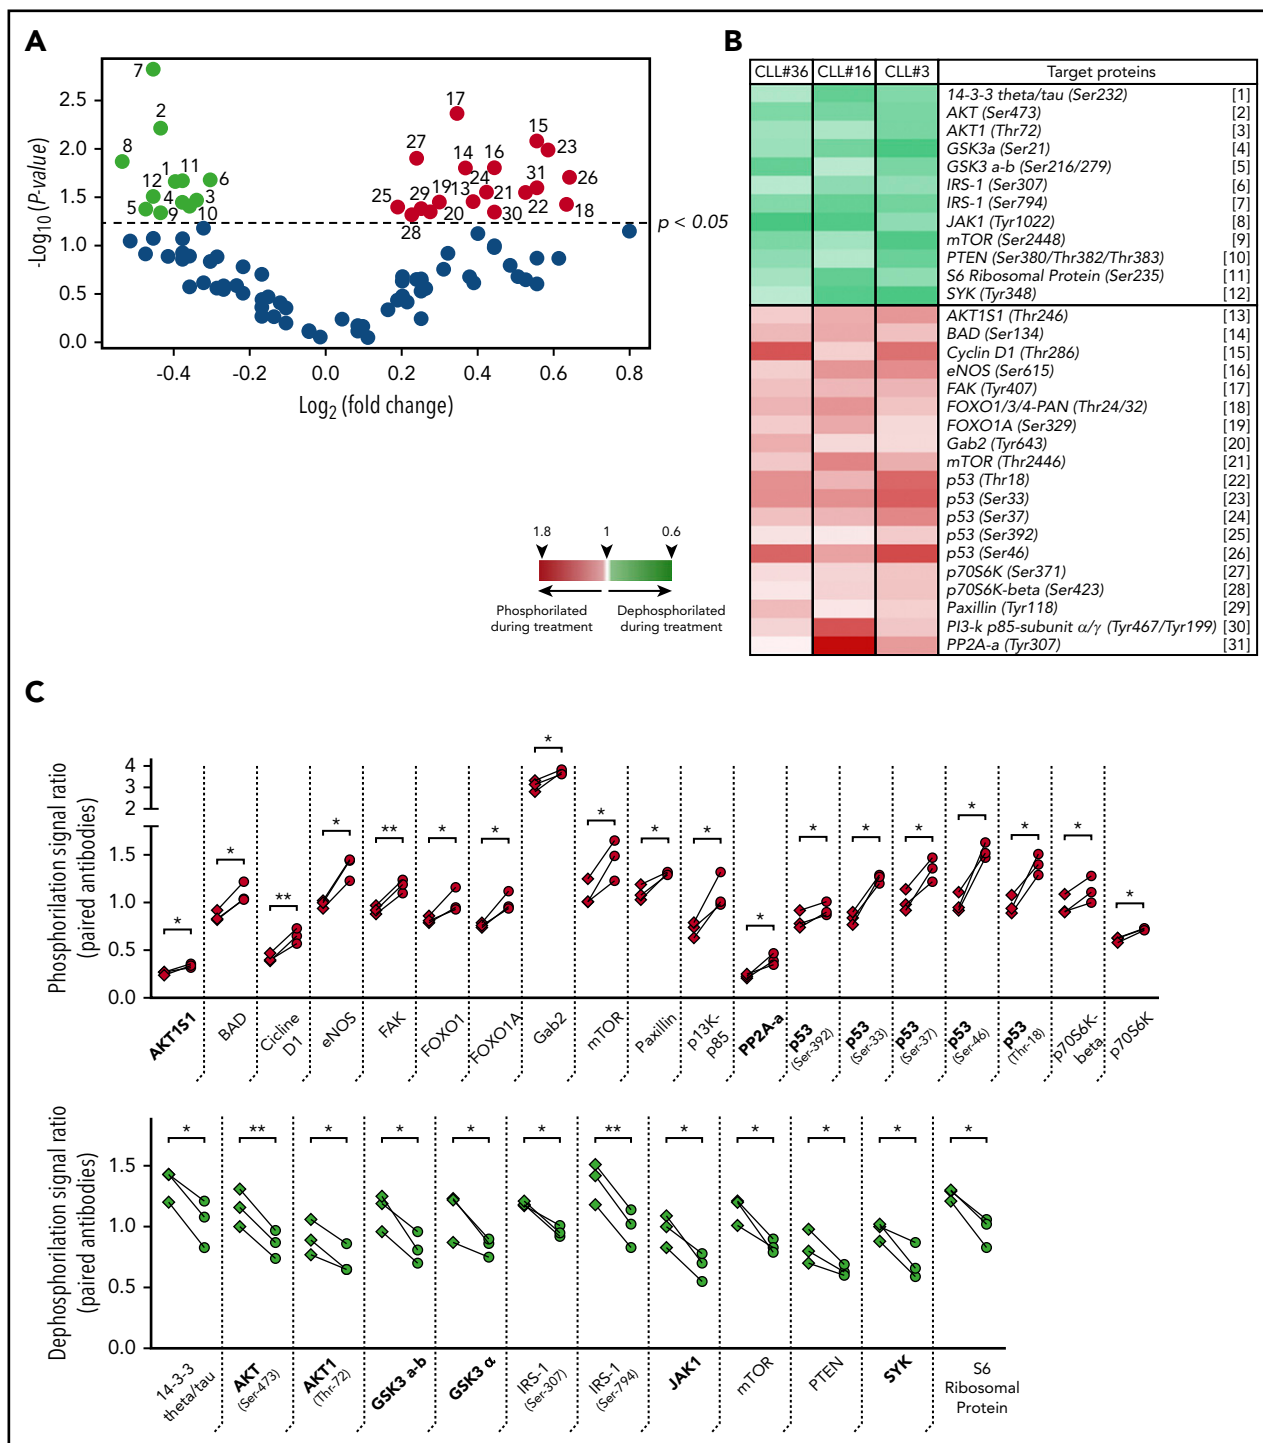 A
7
2
8
1
11
6
12
4
3
5
9
10
17
27
15
23
14
16
24
31
26
25
29
19
13
21
22
18
28
20
30
p < 0.05
2.5
2.0
1.5
1.0
0.5
0.0
-Log10 (P-value)
-0.4
-0.2
0.0
0.2
0.4
0.6
0.8
Log2 (fold change)
1.8
1
0.6
Phosphorilated
during treatment
Dephosphorilated
during treatment
B
CLL#36 CLL#16 CLL#3 Target proteins
14-3-3 theta/tau (Ser232) [1]
AKT (Ser473) [2]
AKT1 (Thr72) [3]
GSK3a (Ser21) [4]
GSK3 a-b (Ser216/279) [5]
IRS-1 (Ser307) [6]
IRS-1 (Ser794) [7]
JAK1 (Tyr1022) [8]
mTOR (Ser2448) [9]
PTEN (Ser380/Thr382/Thr383) [10]
S6 Ribosomal Protein (Ser235) [11]
SYK (Tyr348) [12]
AKT1S1 (Thr246) [13]
BAD (Ser134) [14]
Cyclin D1 (Thr286) [15]
eNOS (Ser615) [16]
FAK (Tyr407) [17]
FOXO1/3/4-PAN (Thr24/32) [18]
FOXO1A (Ser329) [19]
Gab2 (Tyr643) [20]
mTOR (Thr2446) [21]
p53 (Thr18) [22]
p53 (Ser33) [23]
p53 (Ser37) [24]
p53 (Ser392) [25]
p53 (Ser46) [26]
p70S6K (Ser371) [27]
p70S6K-beta (Ser423) [28]
Paxillin (Tyr118) [29]
PI3-k p85-subunit α/γ (Tyr467/Tyr199) [30]
PP2A-a (Tyr307) [31]
C
Phosphorilation signal ratio
(paired antibodies)
4
3
2
1.5
1.0
0.5
0.0
* * ** * ** * * * * * * * * * * * * * *
AKT1S1
BAD
Cicline
D1
eNOS
FAK
FOXO1
FOXO1A
Gab2
mTOR
Paxillin
p13K-
p85
PP2A-a
p53
(Ser-392)
p53
(Ser-33)
p53
(Ser-37)
p53
(Ser-46)
p53
(Thr-18)
p70S6K-
beta
p70S6K
Dephosphorilation signal ratio
(paired antibodies)
1.5
1.0
0.5
0.0
* ** * * * * ** * * * * *
14-3-3
theta/tau
AKT
(Ser-473)
AKT1
(Thr-72)
GSK3 a-b
GSK3 α
IRS-1
(Ser-307)
IRS-1
(Ser-794)
JAK1
mTOR
PTEN
SYK
S6
Ribosomal
Protein